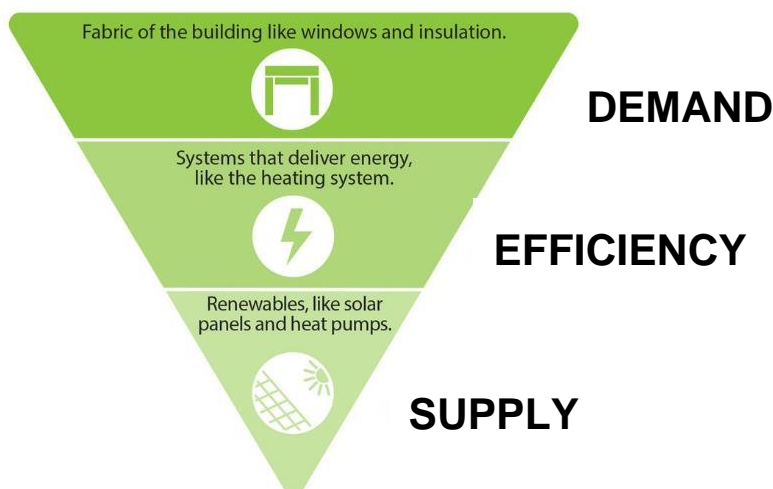 Fabric of the building like windows and insulation.
DEMAND
Systems that deliver energy,
like the heating system.
EFFICIENCY
Renewables, like solar
panels and heat pumps.
SUPPLY